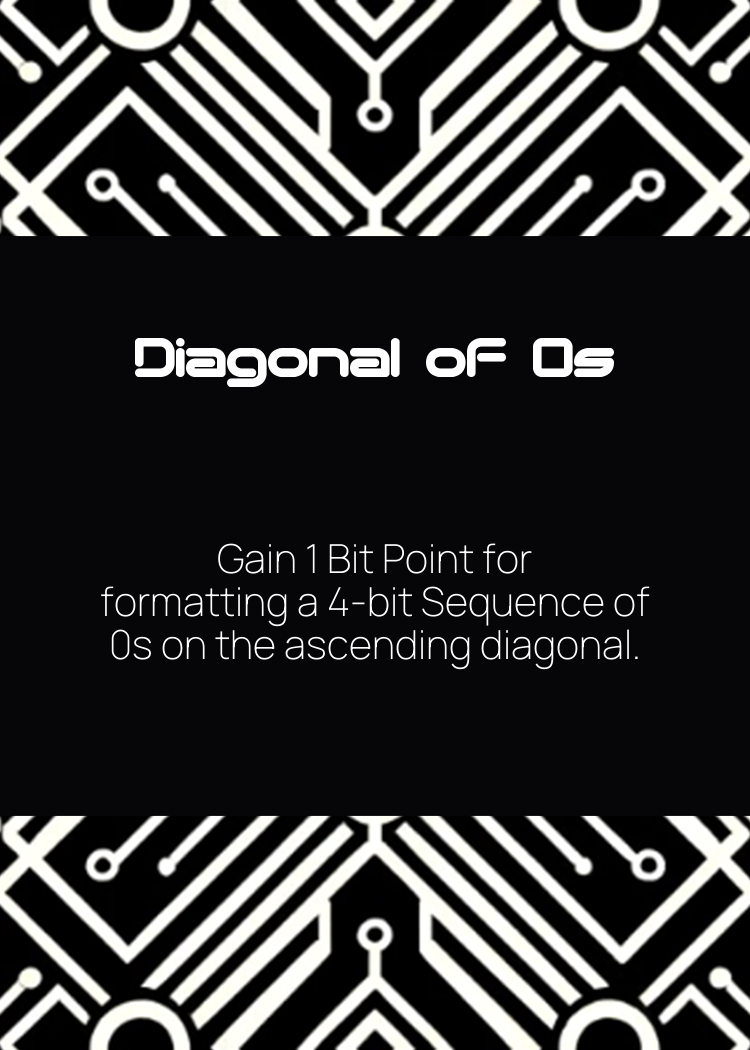 Diagonal of 0s
Gain 1 Bit Point for
formatting a 4-bit Sequence of
0s on the ascending diagonal.